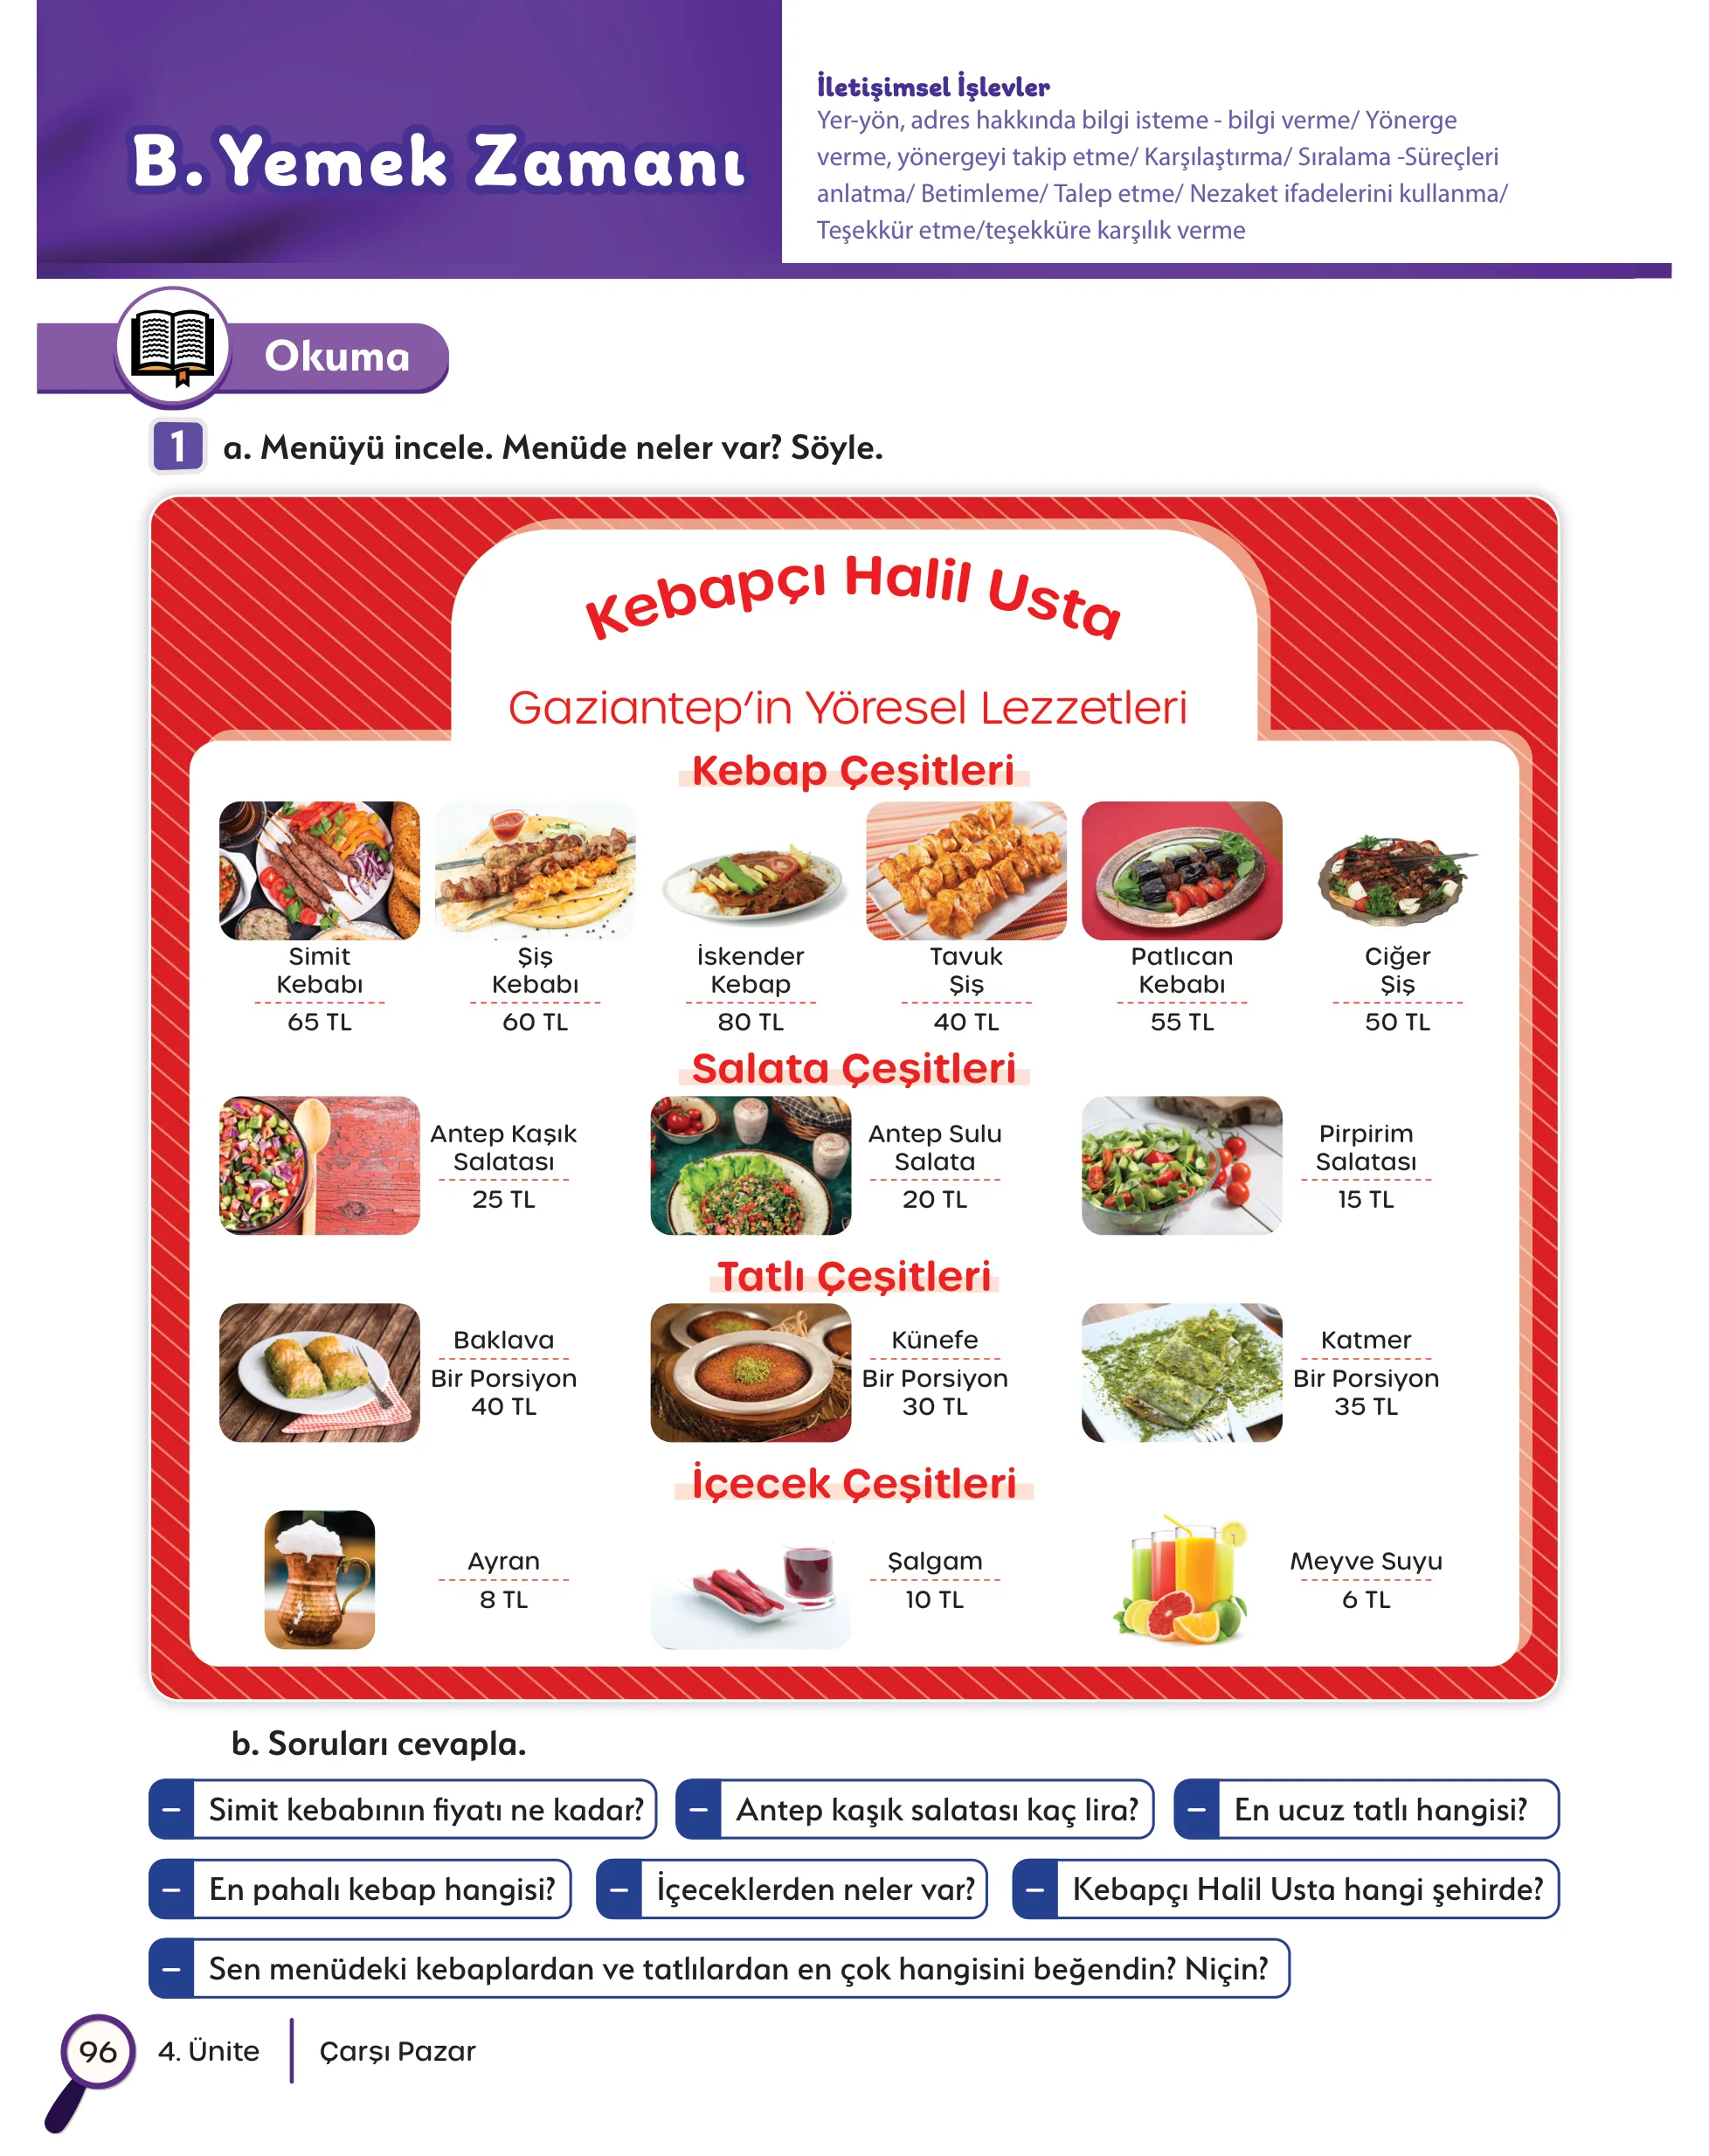 B. Yemek Zamanı
İletişimsel İşlevler
Yer-yön, adres hakkında bilgi isteme - bilgi verme/ Yönerge
verme, yönergeyi takip etme/ Karşılaştırma/ Sıralama -Süreçleri
anlatma/ Betimleme/ Talep etme/ Nezaket ifadelerini kullanma/
Teşekkür etme/teşekküre karşılık verme
Okuma
1 a. Menüyü incele. Menüde neler var? Söyle.
Kebapçı Halil Usta
Gaziantep'in Yöresel Lezzetleri
Kebap Çeşitleri
Simit
Kebabı
65 TL
Şiş
Kebabı
60 TL
İskender
Kebap
80 TL
Tavuk
Şiş
40 TL
Patlıcan
Kebabı
55 TL
Ciğer
Şiş
50 TL
Salata Çeşitleri
Antep Kaşık
Salatası
25 TL
Antep Sulu
Salata
20 TL
Pirpirim
Salatası
15 TL
Tatlı Çeşitleri
Baklava
Bir Porsiyon
40 TL
Künefe
Bir Porsiyon
30 TL
Katmer
Bir Porsiyon
35 TL
İçecek Çeşitleri
Ayran
8 TL
Şalgam
10 TL
Meyve Suyu
6 TL
b. Soruları cevapla.
– Simit kebabının fiyatı ne kadar?
– Antep kaşık salatası kaç lira?
– En ucuz tatlı hangisi?
– En pahalı kebap hangisi?
– İçeceklerden neler var?
– Kebapçı Halil Usta hangi şehirde?
– Sen menüdeki kebaplardan ve tatlılardan en çok hangisini beğendin? Niçin?
96 4. Ünite Çarşı Pazar